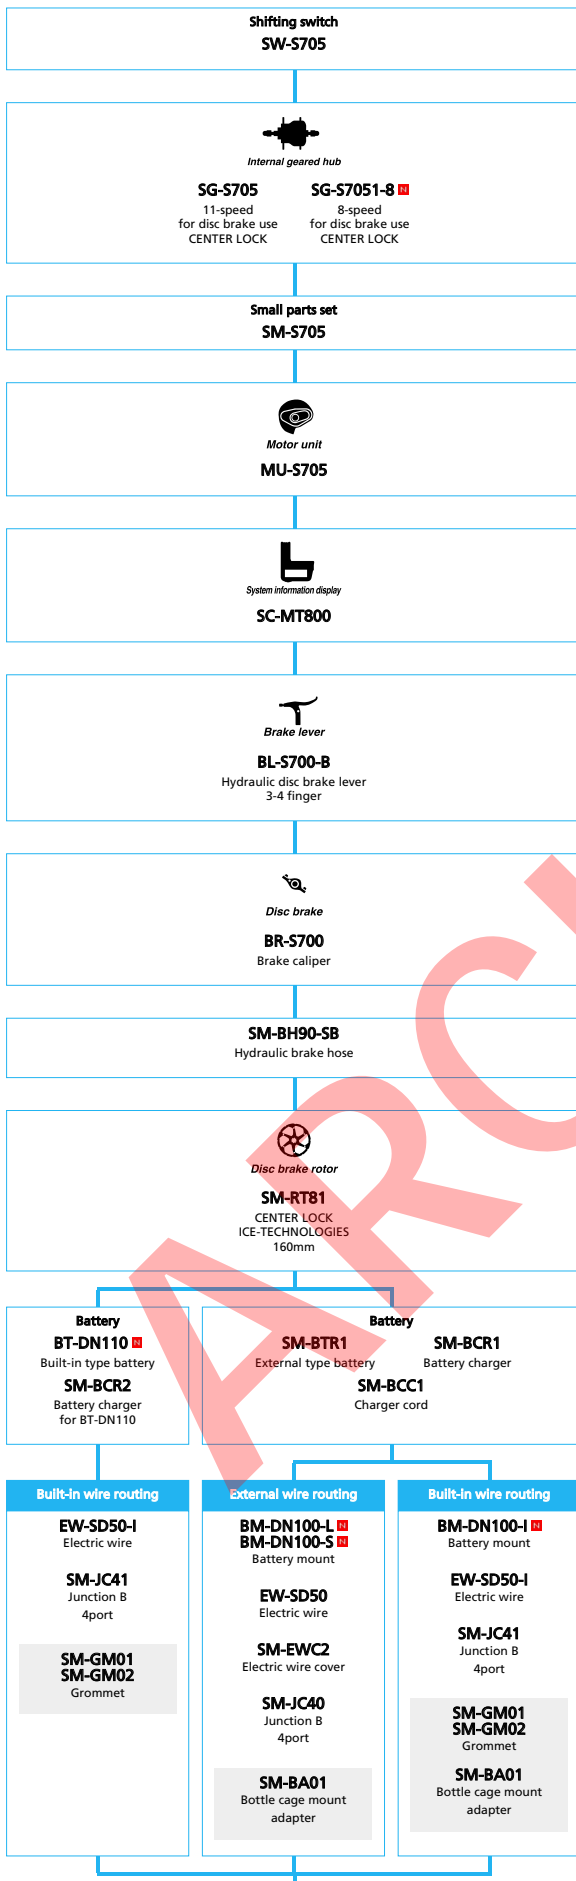 Shifting switch
SW-S705
Internal geared hub
SG-S705
11-speed
for disc brake use
CENTER LOCK
SG-S7051-8 N
8-speed
for disc brake use
CENTER LOCK
Small parts set
SM-S705
Motor unit
MU-S705
System information display
SC-MT800
Brake lever
BL-S700-B
Hydraulic disc brake lever
3-4 finger
Disc brake
BR-S700
Brake caliper
SM-BH90-SB
Hydraulic brake hose
Disc brake rotor
SM-RT81
CENTER LOCK
ICE-TECHNOLOGIES
160mm
Battery
BT-DN110 N
Built-in type battery
SM-BCR2
Battery charger
for BT-DN110
Battery
SM-BTR1
External type battery
SM-BCR1
Battery charger
SM-BCC1
Charger cord
Built-in wire routing
EW-SD50-I
Electric wire
SM-JC41
Junction B
4port
SM-GM01
SM-GM02
Grommet
External wire routing
BM-DN100-L N
BM-DN100-S N
Battery mount
EW-SD50
Electric wire
SM-EWC2
Electric wire cover
SM-JC40
Junction B
4port
SM-BA01
Bottle cage mount
adapter
Built-in wire routing
BM-DN100-I N
Battery mount
EW-SD50-I
Electric wire
SM-JC41
Junction B
4port
SM-GM01
SM-GM02
Grommet
SM-BA01
Bottle cage mount
adapter